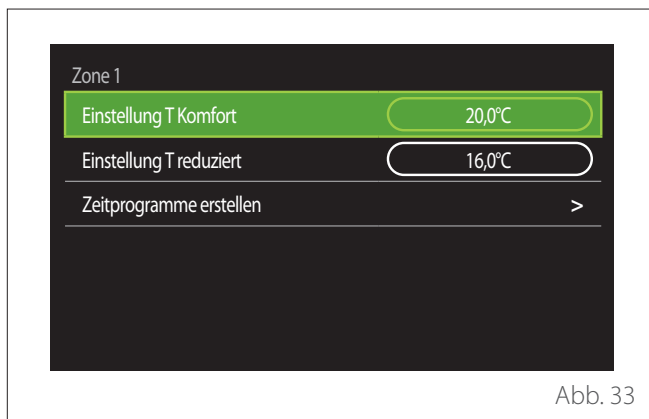 Zone 1
Einstellung T Komfort 20,0°C
Einstellung T reduziert 16,0°C
Zeitprogramme erstellen >
Abb. 33